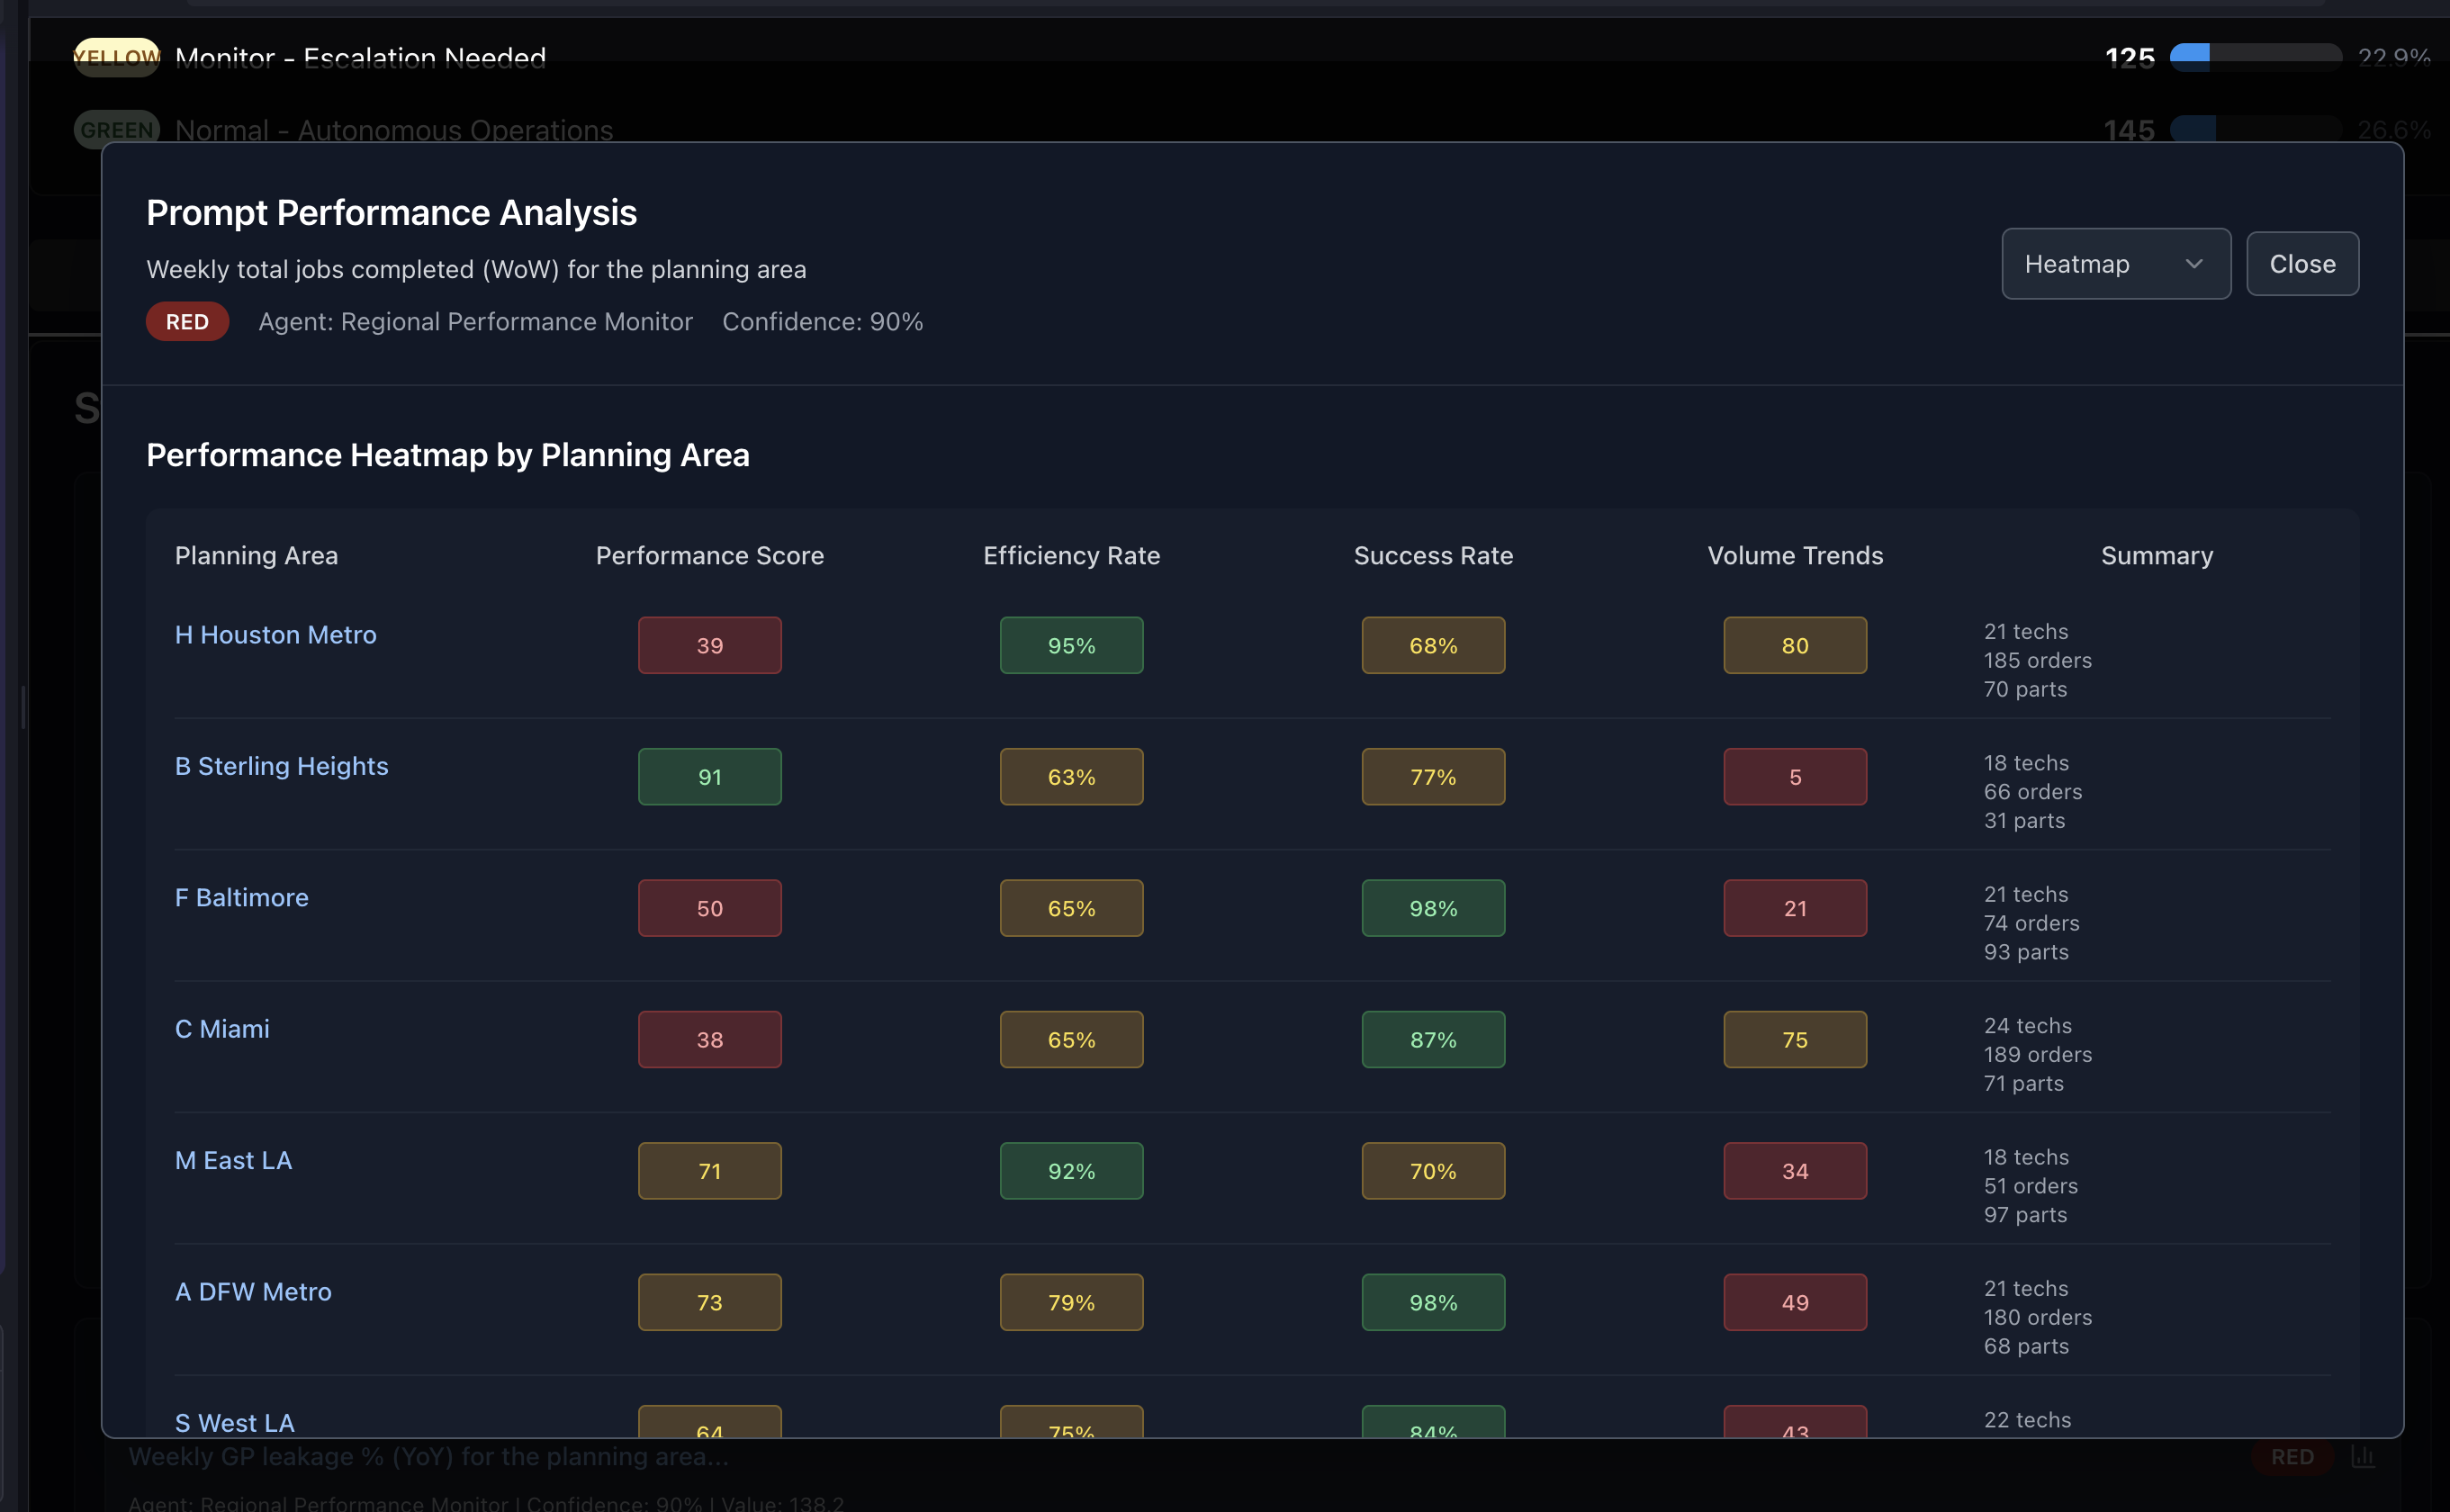 YELLOW Monitor - Escalation Needed 125 22.9%
GREEN Normal - Autonomous Operations 145 26.6%
Prompt Performance Analysis
Weekly total jobs completed (WoW) for the planning area
RED Agent: Regional Performance Monitor Confidence: 90%
Heatmap Close
S
Performance Heatmap by Planning Area
Planning Area Performance Score Efficiency Rate Success Rate Volume Trends Summary
H Houston Metro 39 95% 68% 80 21 techs
185 orders
70 parts
B Sterling Heights 91 63% 77% 5 18 techs
66 orders
31 parts
F Baltimore 50 65% 98% 21 21 techs
74 orders
93 parts
C Miami 38 65% 87% 75 24 techs
189 orders
71 parts
M East LA 71 92% 70% 34 18 techs
51 orders
97 parts
A DFW Metro 73 79% 98% 49 21 techs
180 orders
68 parts
S West LA 64 75% 84% 43 22 techs
Weekly GP leakage % (YoY) for the planning area... RED
Agent: Regional Performance Monitor | Confidence: 90% | Value: 138.2